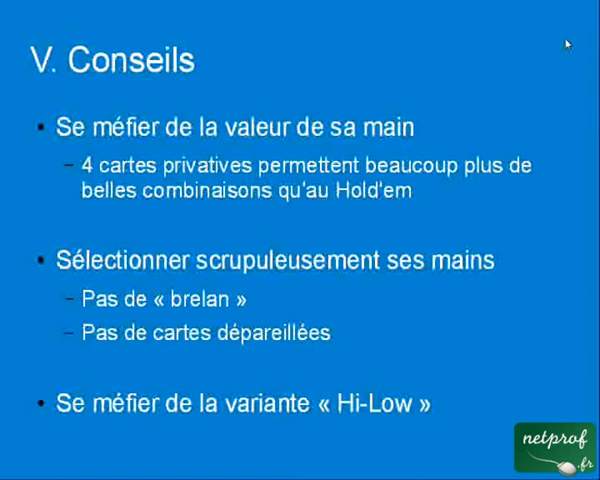 V. Conseils
• Se méfier de la valeur de sa main
– 4 cartes privatives permettent beaucoup plus de
belles combinaisons qu'au Hold'em
• Sélectionner scrupuleusement ses mains
– Pas de « brelan »
– Pas de cartes dépareillées
• Se méfier de la variante « Hi-Low »
netprof
.fr